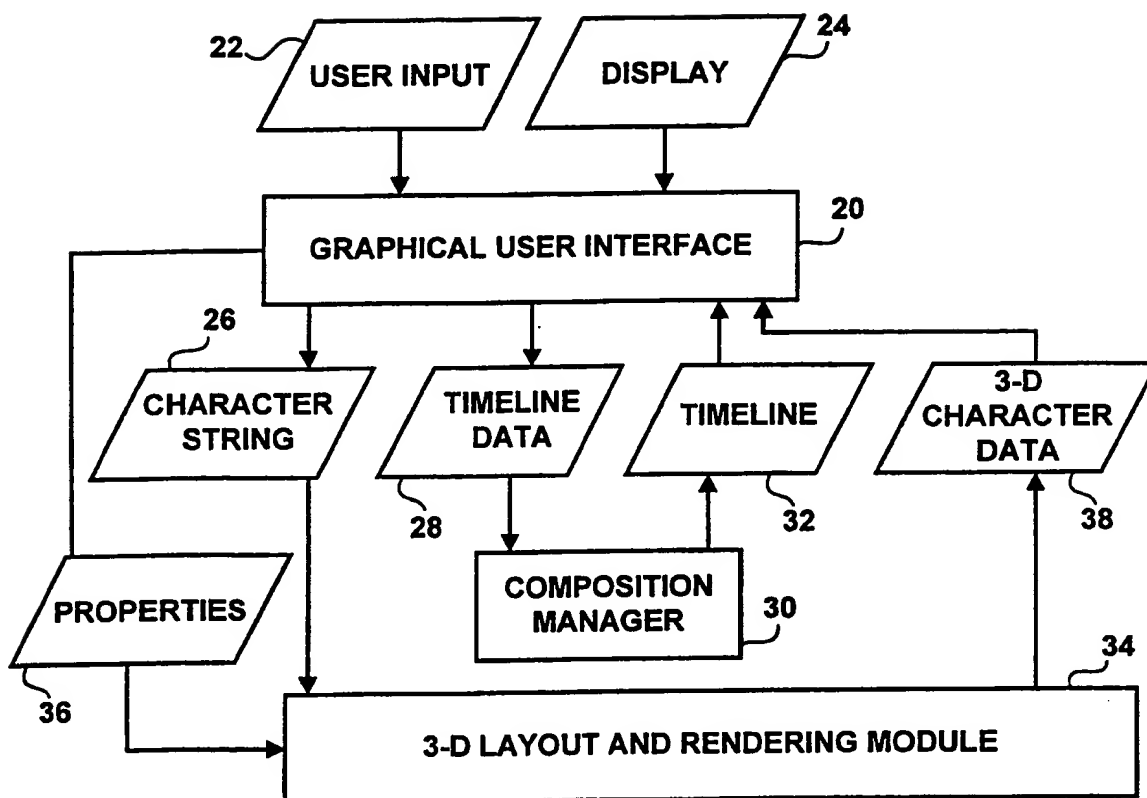 22
USER INPUT
24
DISPLAY
20
GRAPHICAL USER INTERFACE
26
CHARACTER
STRING
TIMELINE
DATA
28
TIMELINE
32
3-D
CHARACTER
DATA
38
PROPERTIES
36
COMPOSITION
MANAGER
30
34
3-D LAYOUT AND RENDERING MODULE